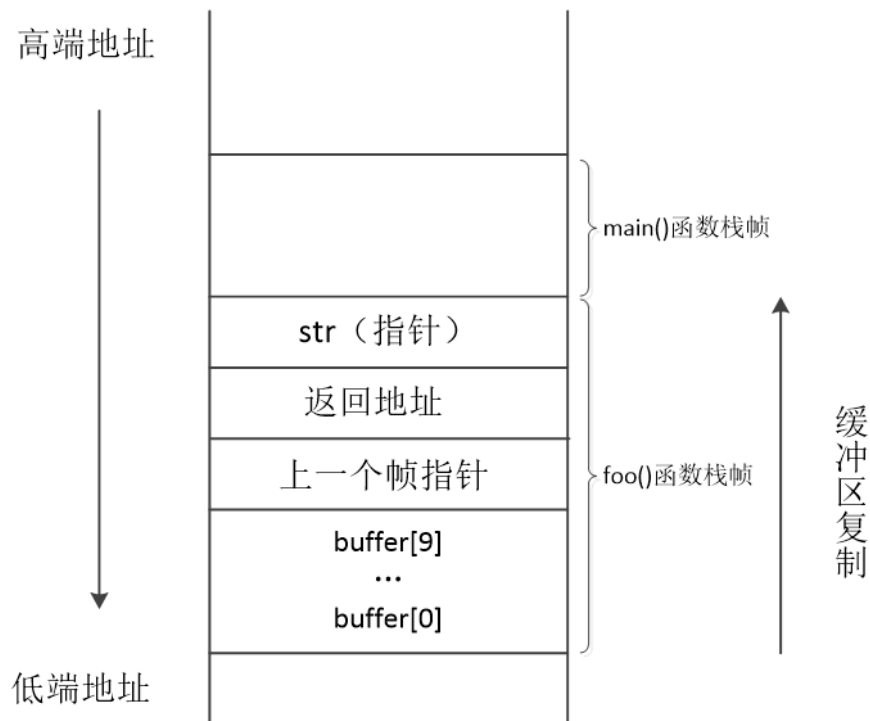 高端地址
main()函数栈帧
str（指针）
返回地址
上一个帧指针
foo()函数栈帧
buffer[9]
...
buffer[0]
缓冲区复制
低端地址